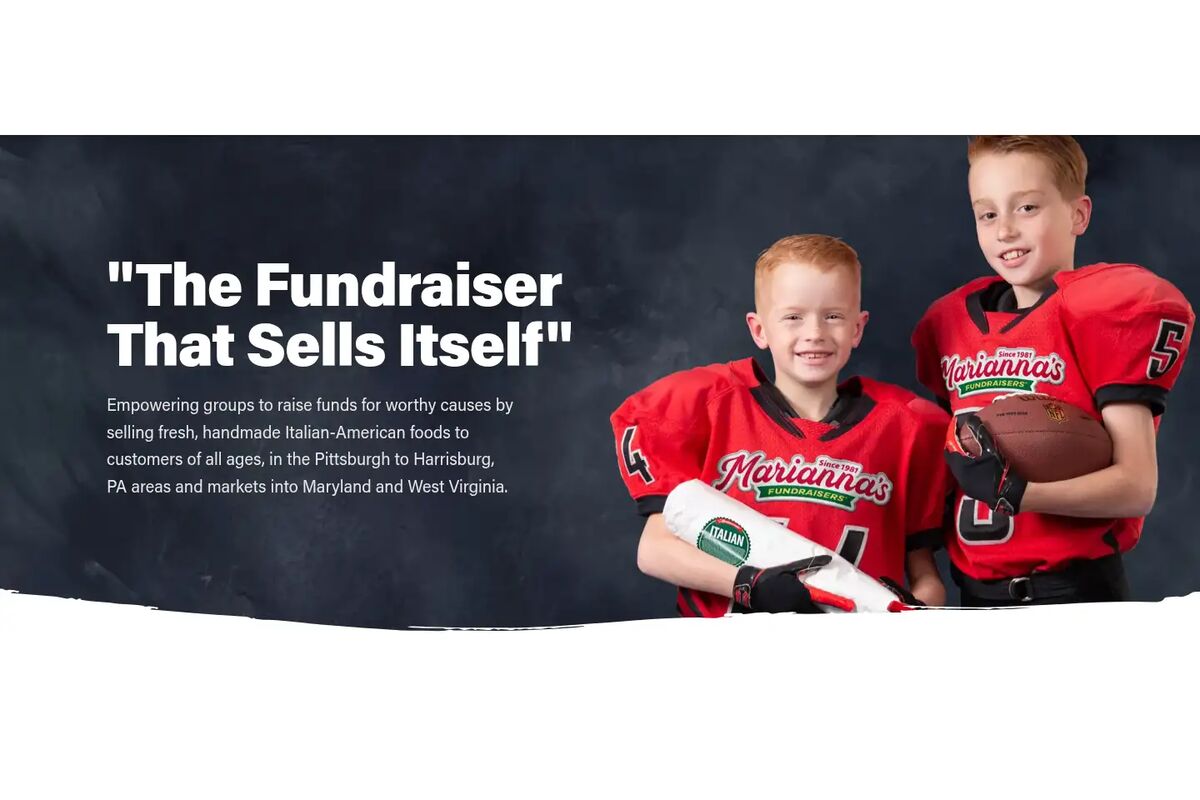 "The Fundraiser
That Sells Itself"
Empowering groups to raise funds for worthy causes by
selling fresh, handmade Italian-American foods to
customers of all ages, in the Pittsburgh to Harrisburg,
PA areas and markets into Maryland and West Virginia.
Since 1981
Marianna's
FUNDRAISERS
5
4
Since 1981
Marianna's
FUNDRAISERS
ITALIAN